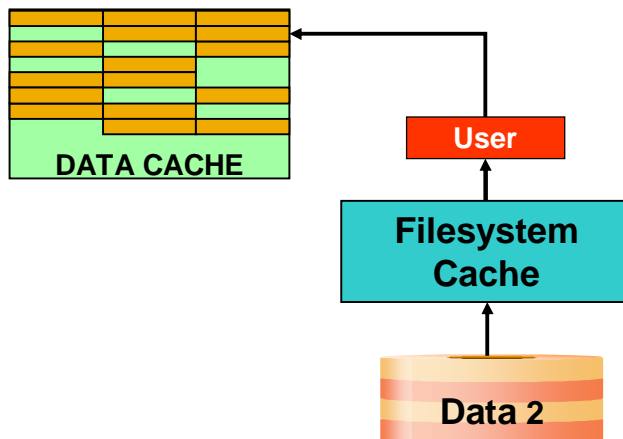 DATA CACHE
User
Filesystem
Cache
Data 2